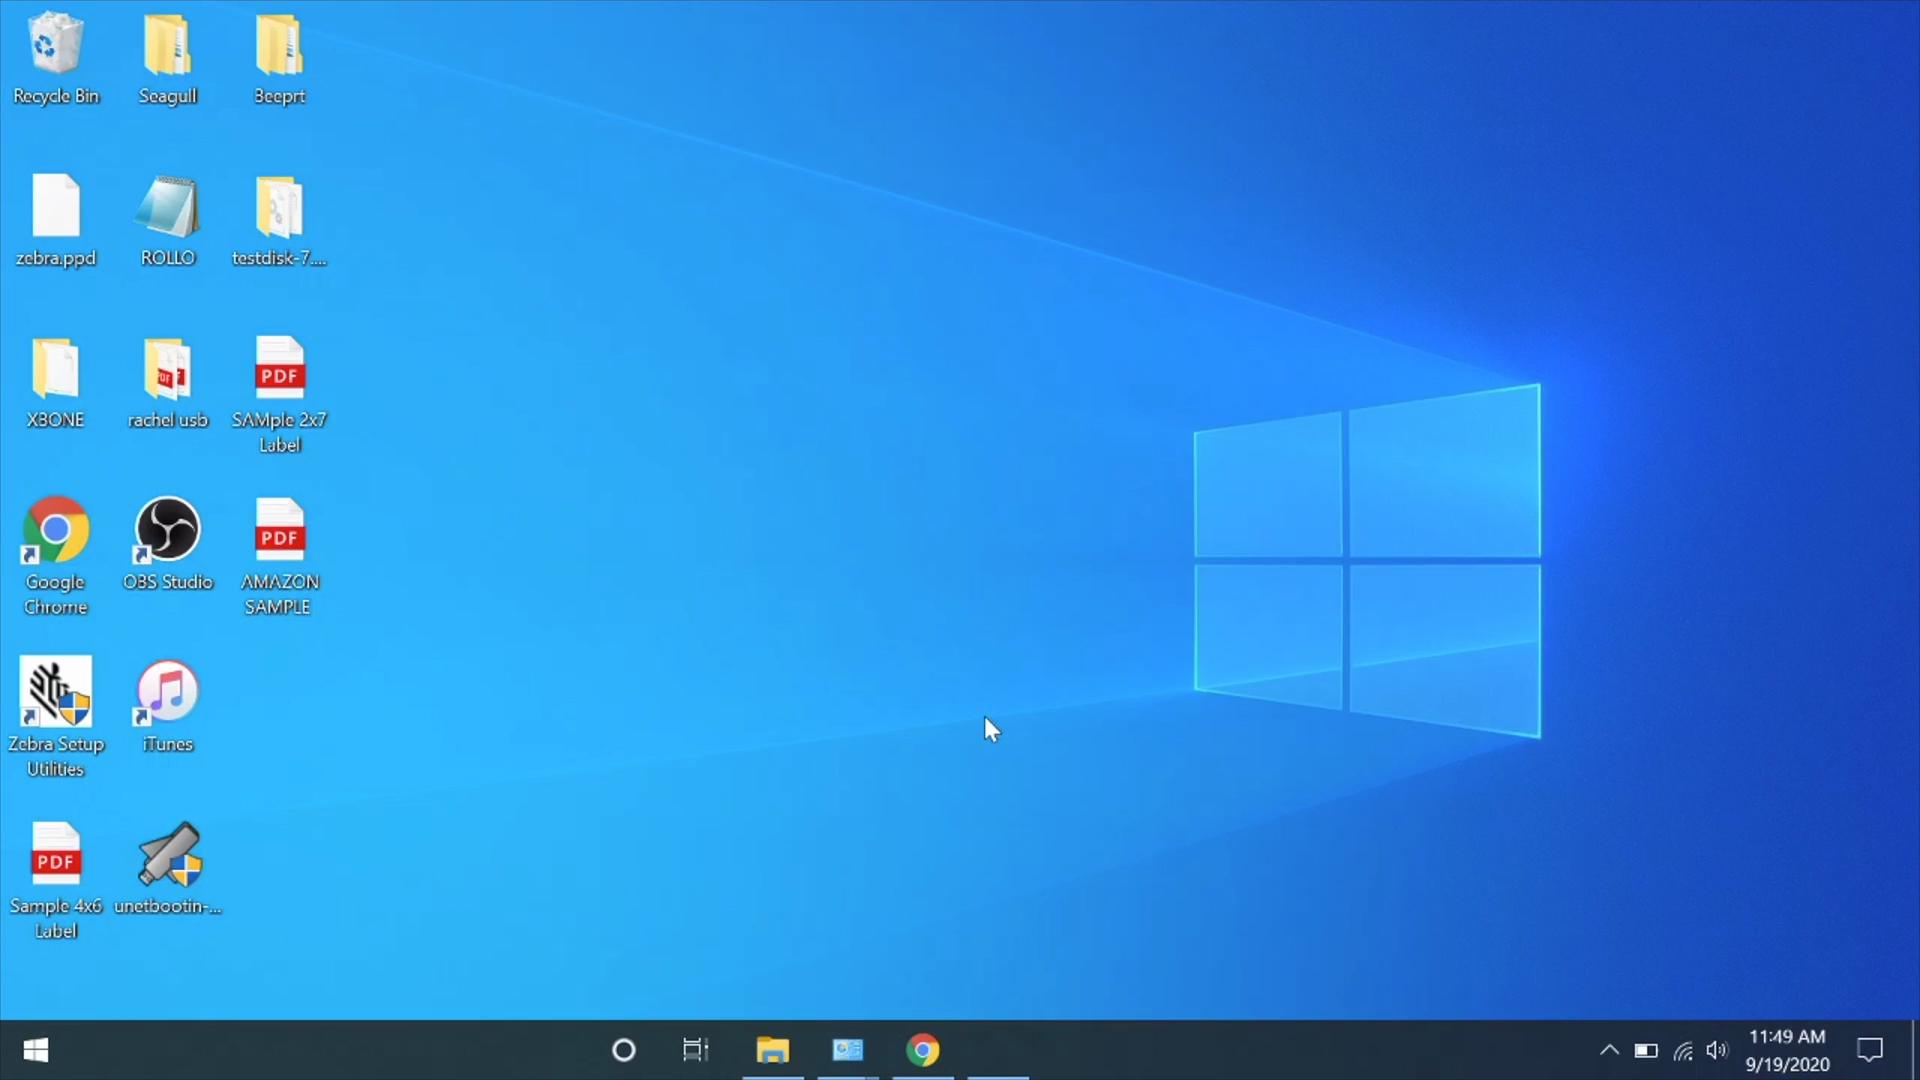 Recycle Bin
Seagull
Beeprt
zebra.ppd
ROLLO
testdisk-7....
XBONE
rachel usb
PDF
SAMple 2x7
Label
PDF
Google
Chrome
OBS Studio
PDF
AMAZON
SAMPLE
Zebra Setup
Utilities
iTunes
PDF
Sample 4x6
Label
unetbootin-...
11:49 AM
9/19/2020